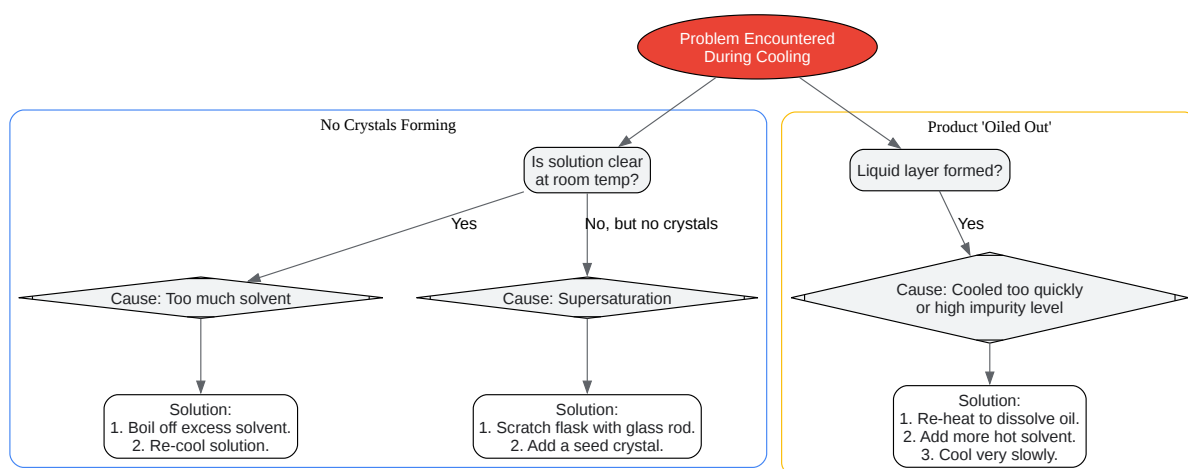 Problem Encountered
During Cooling
No Crystals Forming
Is solution clear
at room temp?
Yes
No, but no crystals
Cause: Too much solvent
Cause: Supersaturation
Solution:
1. Boil off excess solvent.
2. Re-cool solution.
Solution:
1. Scratch flask with glass rod.
2. Add a seed crystal.
Product 'Oiled Out'
Liquid layer formed?
Yes
Cause: Cooled too quickly
or high impurity level
Solution:
1. Re-heat to dissolve oil.
2. Add more hot solvent.
3. Cool very slowly.